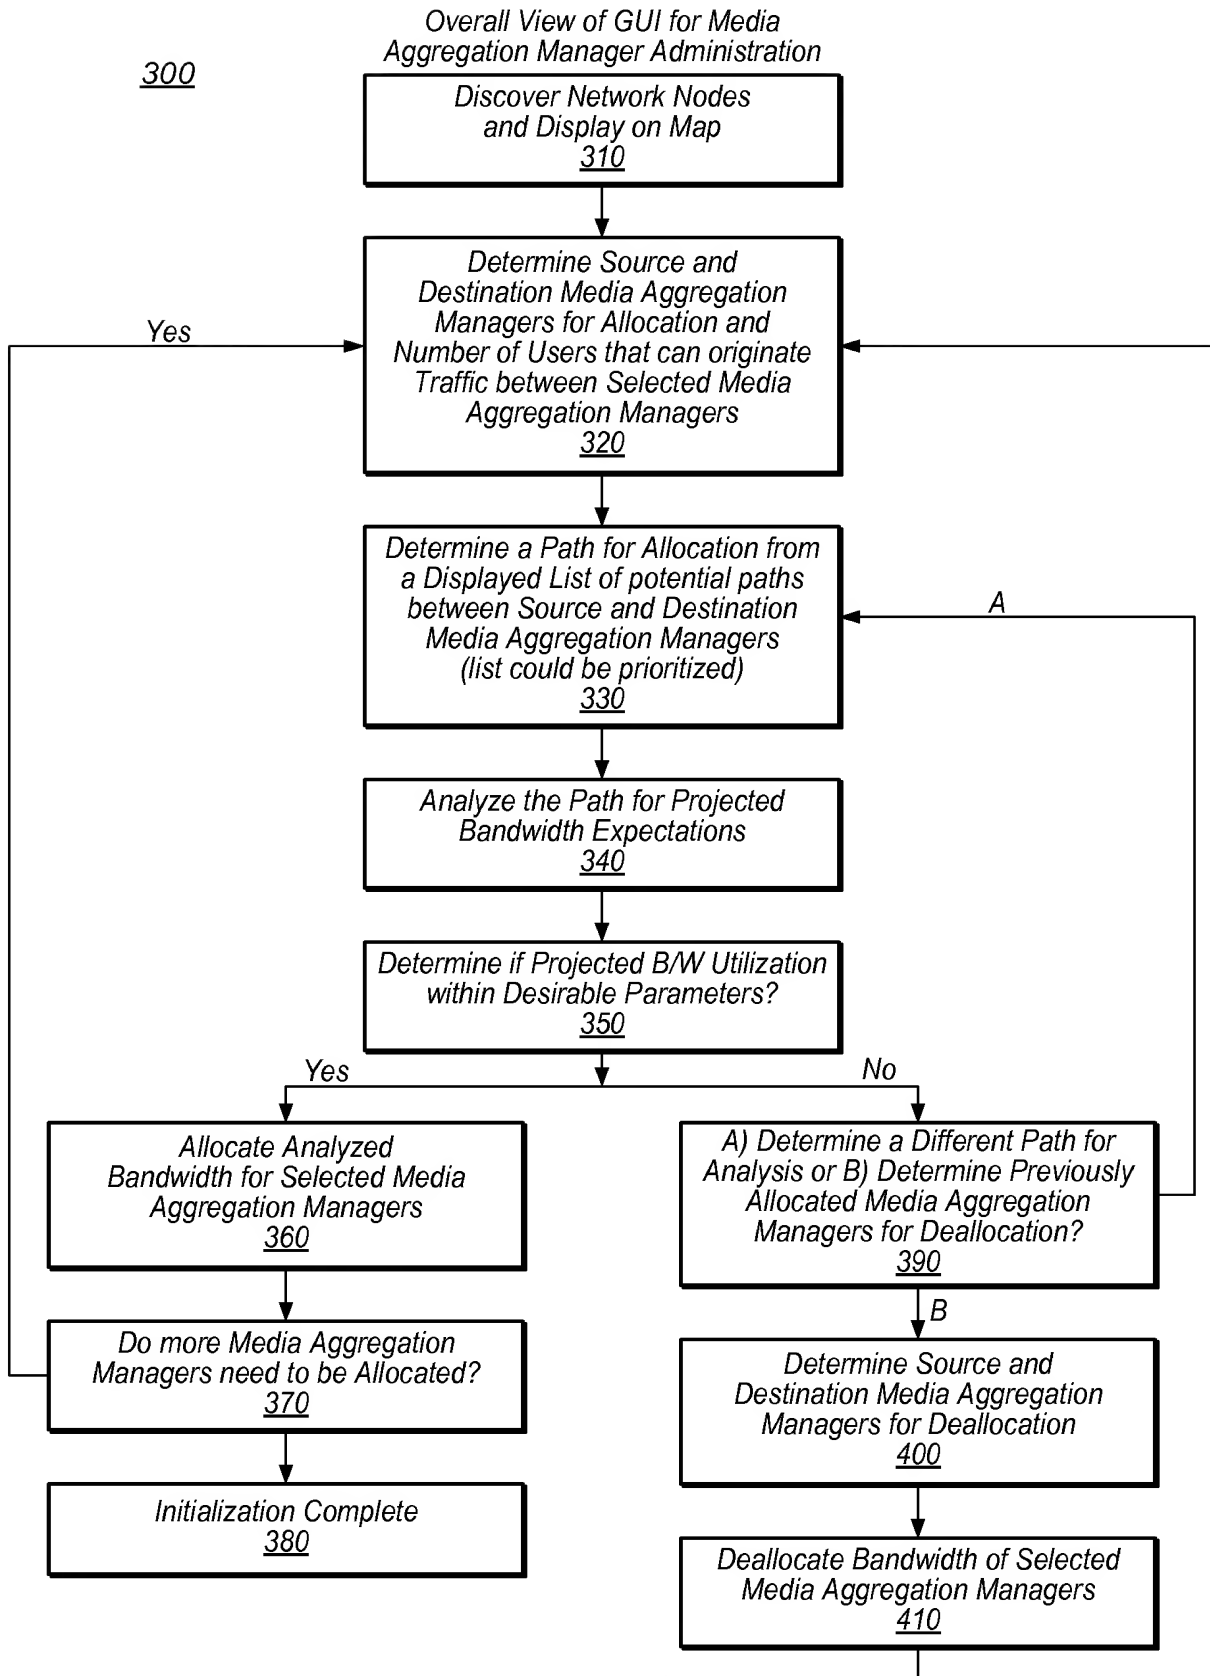 Overall View of GUI for Media
Aggregation Manager Administration
300
Discover Network Nodes
and Display on Map
310
Determine Source and
Destination Media Aggregation
Managers for Allocation and
Number of Users that can originate
Traffic between Selected Media
Aggregation Managers
320
Yes
Determine a Path for Allocation from
a Displayed List of potential paths
between Source and Destination
Media Aggregation Managers
(list could be prioritized)
330
A
Analyze the Path for Projected
Bandwidth Expectations
340
Determine if Projected B/W Utilization
within Desirable Parameters?
350
Yes
No
Allocate Analyzed
Bandwidth for Selected Media
Aggregation Managers
360
A) Determine a Different Path for
Analysis or B) Determine Previously
Allocated Media Aggregation
Managers for Deallocation?
390
B
Do more Media Aggregation
Managers need to be Allocated?
370
Determine Source and
Destination Media Aggregation
Managers for Deallocation
400
Initialization Complete
380
Deallocate Bandwidth of Selected
Media Aggregation Managers
410